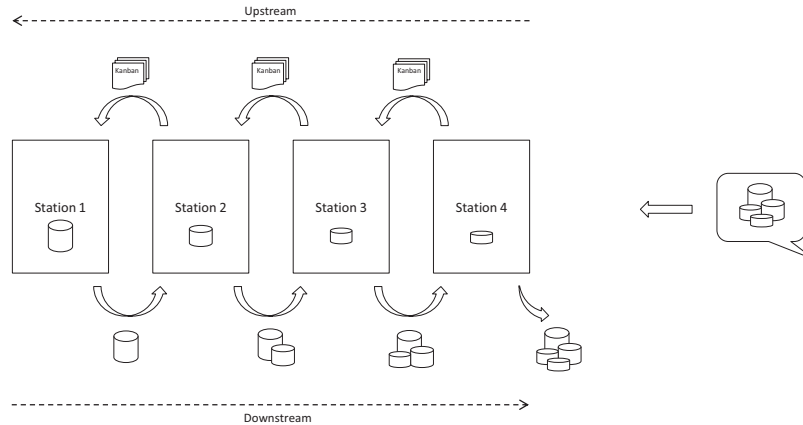 Upstream
Kanban
Kanban
Kanban
Station 1
Station 2
Station 3
Station 4
Downstream